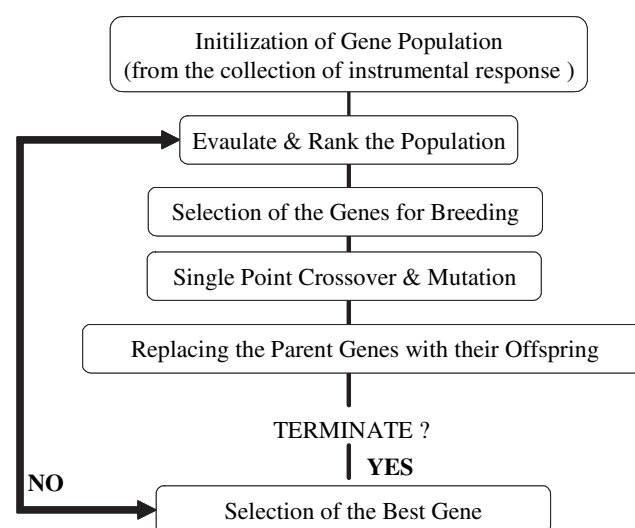 Initilization of Gene Population
(from the collection of instrumental response )
Evaulate & Rank the Population
Selection of the Genes for Breeding
Single Point Crossover & Mutation
Replacing the Parent Genes with their Offspring
TERMINATE ?
YES
NO
Selection of the Best Gene